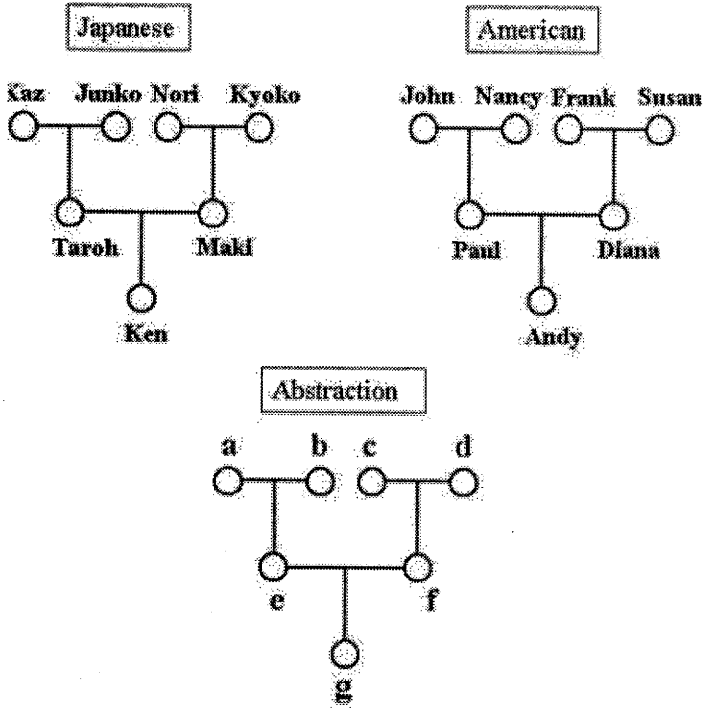 Japanese
American
Kaz Junko Nori Kyoko
John Nancy Frank Susan
Taroh Maki
Paul Diana
Ken
Andy
Abstraction
a b c d
e f
g